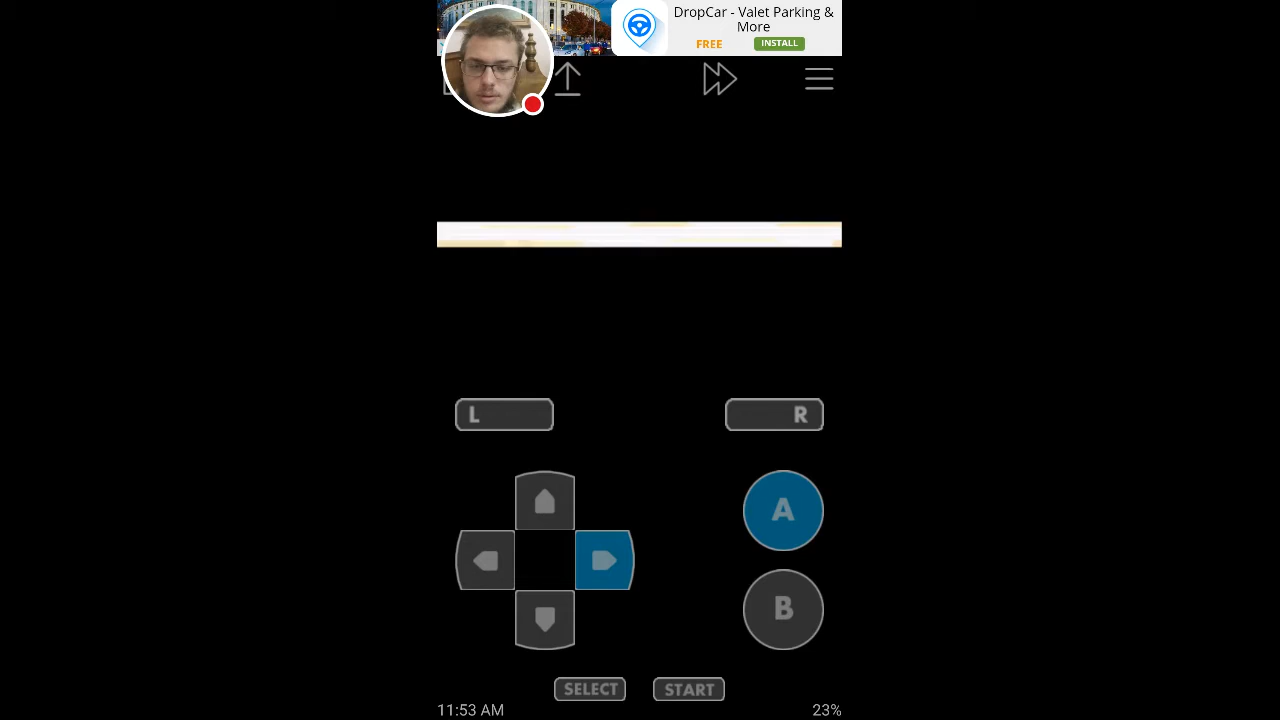 DropCar - Valet Parking &
More
FREE
INSTALL
L
R
A
B
SELECT
START
11:53 AM
23%